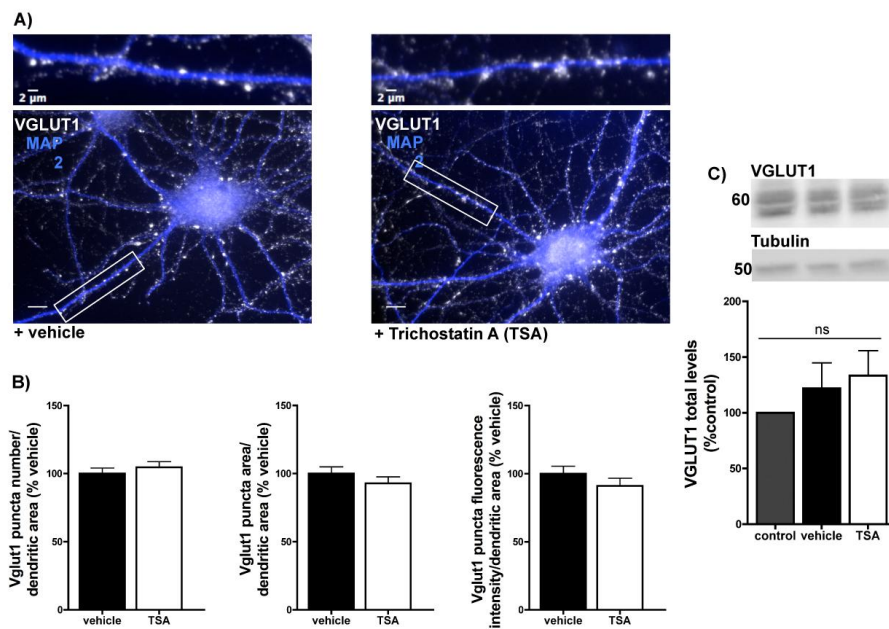 A)
2 µm
2 µm
VGLUT1
MAP
2
VGLUT1
MAP
2
+ vehicle
+ Trichostatin A (TSA)
B)
Vglut1 puncta number/
dendritic area (% vehicle)
150
100
50
0
vehicle TSA
Vglut1 puncta area/
dendritic area (% vehicle)
150
100
50
0
vehicle TSA
Vglut1 puncta fluorescence
intensity/dendritic area (% vehicle)
150
100
50
0
vehicle TSA
C)
VGLUT1
60
Tubulin
50
VGLUT1 total levels
(%control)
200
150
100
50
0
ns
control vehicle TSA